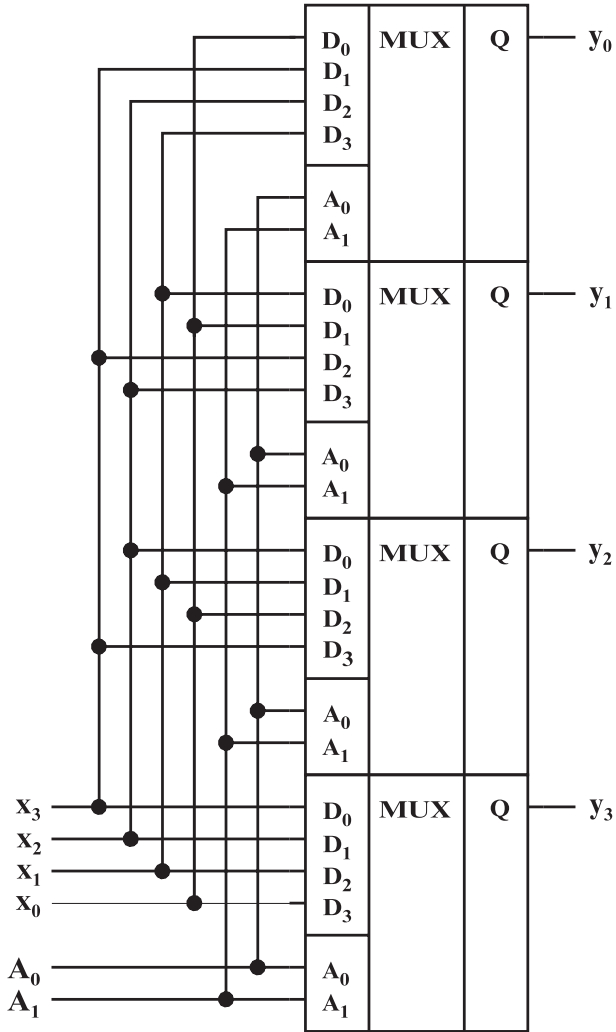 D₀ MUX Q y₀
D₁
D₂
D₃
A₀
A₁
D₀ MUX Q y₁
D₁
D₂
D₃
A₀
A₁
D₀ MUX Q y₂
D₁
D₂
D₃
A₀
A₁
x₃ D₀ MUX Q y₃
x₂ D₁
x₁ D₂
x₀ D₃
A₀ A₀
A₁ A₁